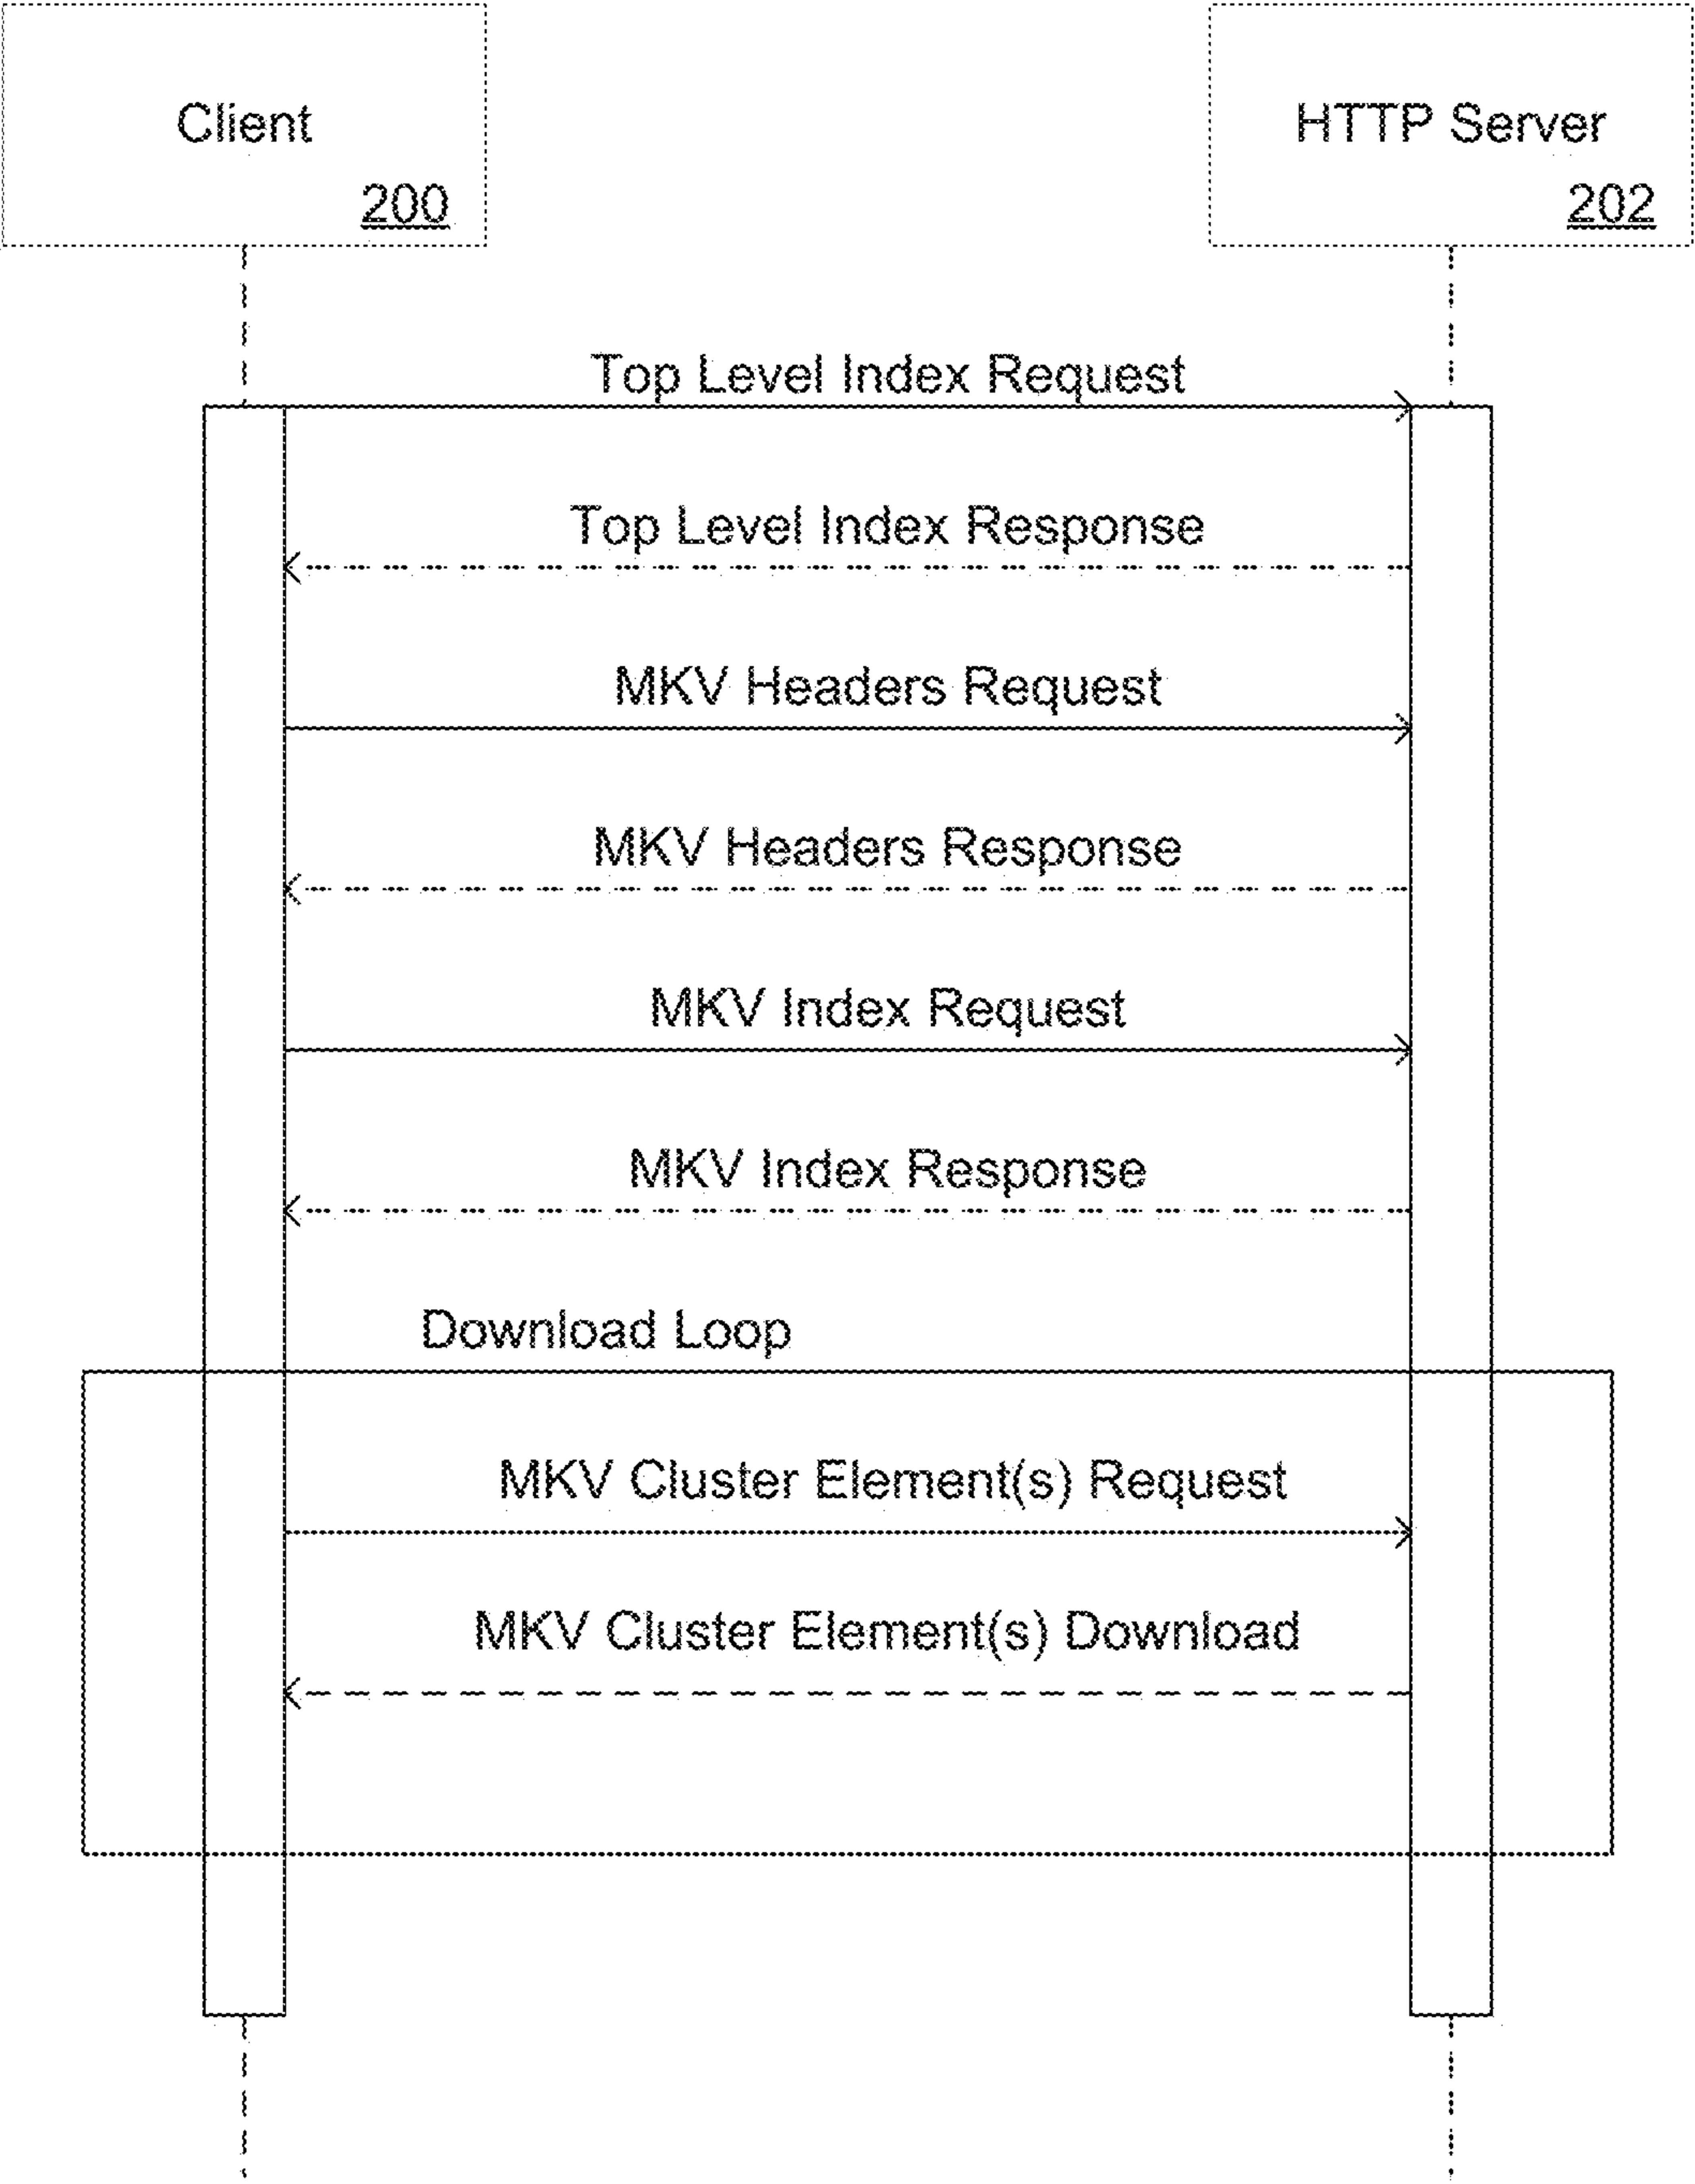 Client
200
HTTP Server
202
Top Level Index Request
Top Level Index Response
MKV Headers Request
MKV Headers Response
MKV Index Request
MKV Index Response
Download Loop
MKV Cluster Element(s) Request
MKV Cluster Element(s) Download